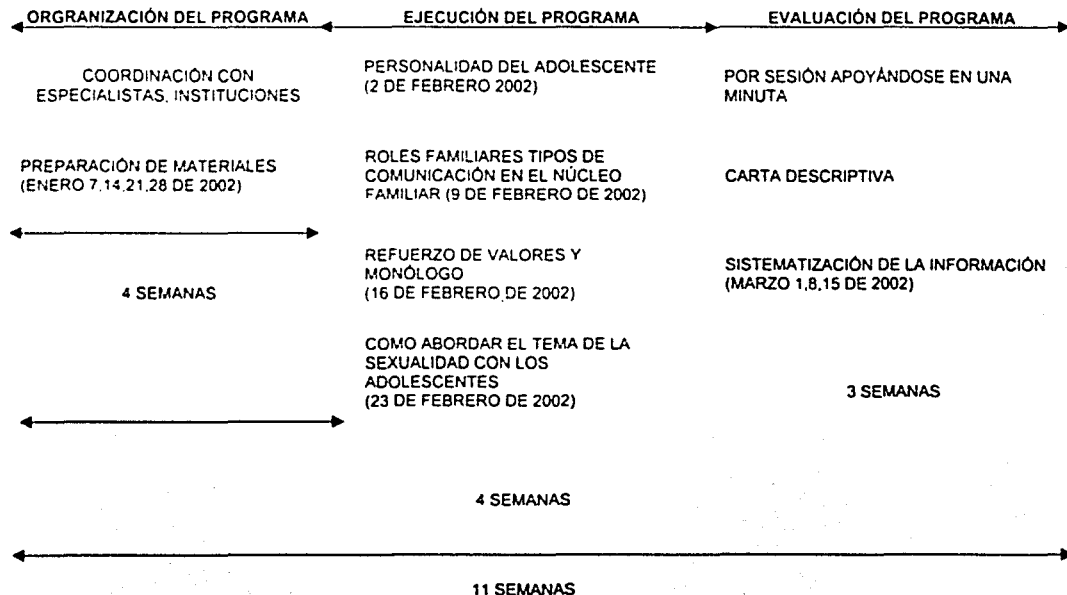 ORGRANIZACIÓN DEL PROGRAMA
EJECUCIÓN DEL PROGRAMA
EVALUACIÓN DEL PROGRAMA
COORDINACIÓN CON
ESPECIALISTAS, INSTITUCIONES
PREPARACIÓN DE MATERIALES
(ENERO 7,14,21,28 DE 2002)
4 SEMANAS
PERSONALIDAD DEL ADOLESCENTE
(2 DE FEBRERO 2002)
ROLES FAMILIARES TIPOS DE
COMUNICACIÓN EN EL NÚCLEO
FAMILIAR (9 DE FEBRERO DE 2002)
REFUERZO DE VALORES Y
MONÓLOGO
(16 DE FEBRERO DE 2002)
COMO ABORDAR EL TEMA DE LA
SEXUALIDAD CON LOS
ADOLESCENTES
(23 DE FEBRERO DE 2002)
4 SEMANAS
POR SESIÓN APOYÁNDOSE EN UNA
MINUTA
CARTA DESCRIPTIVA
SISTEMATIZACIÓN DE LA INFORMACIÓN
(MARZO 1,8,15 DE 2002)
3 SEMANAS
11 SEMANAS